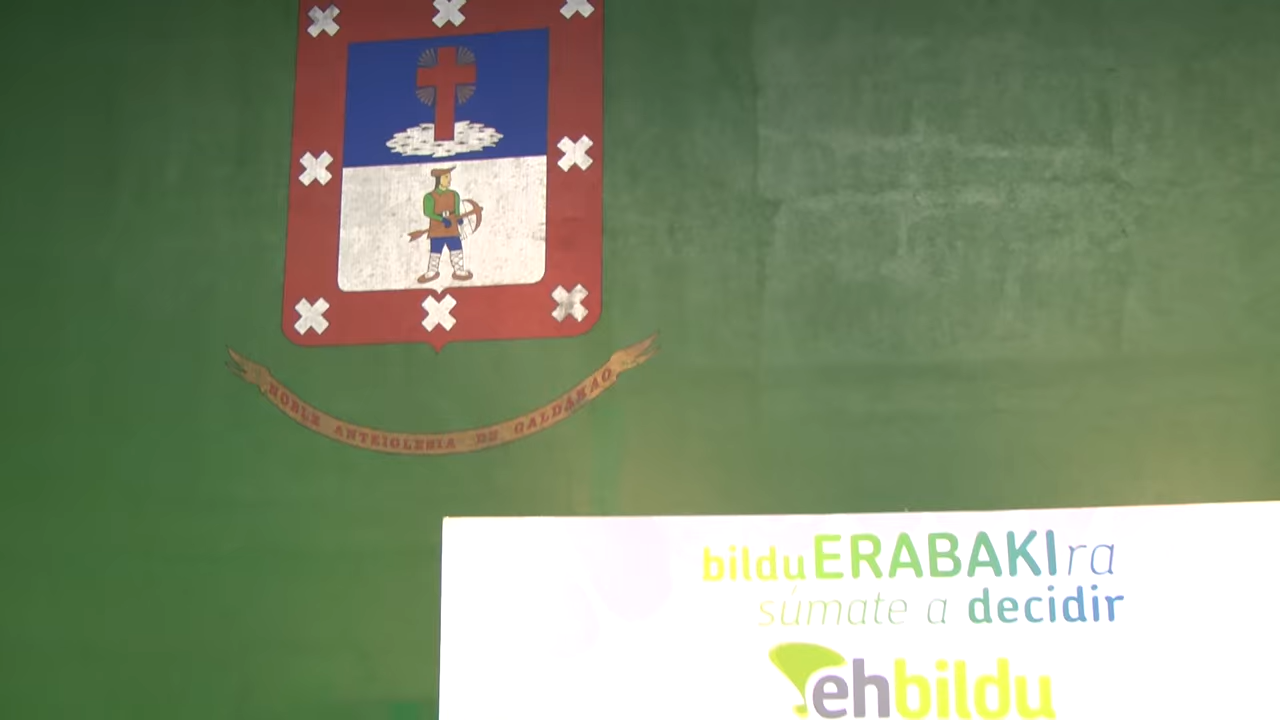 NOBLE ANTEIGLESIA DE GALDAKAO
bilduERABAKIra
súmate a decidir
ehbildu